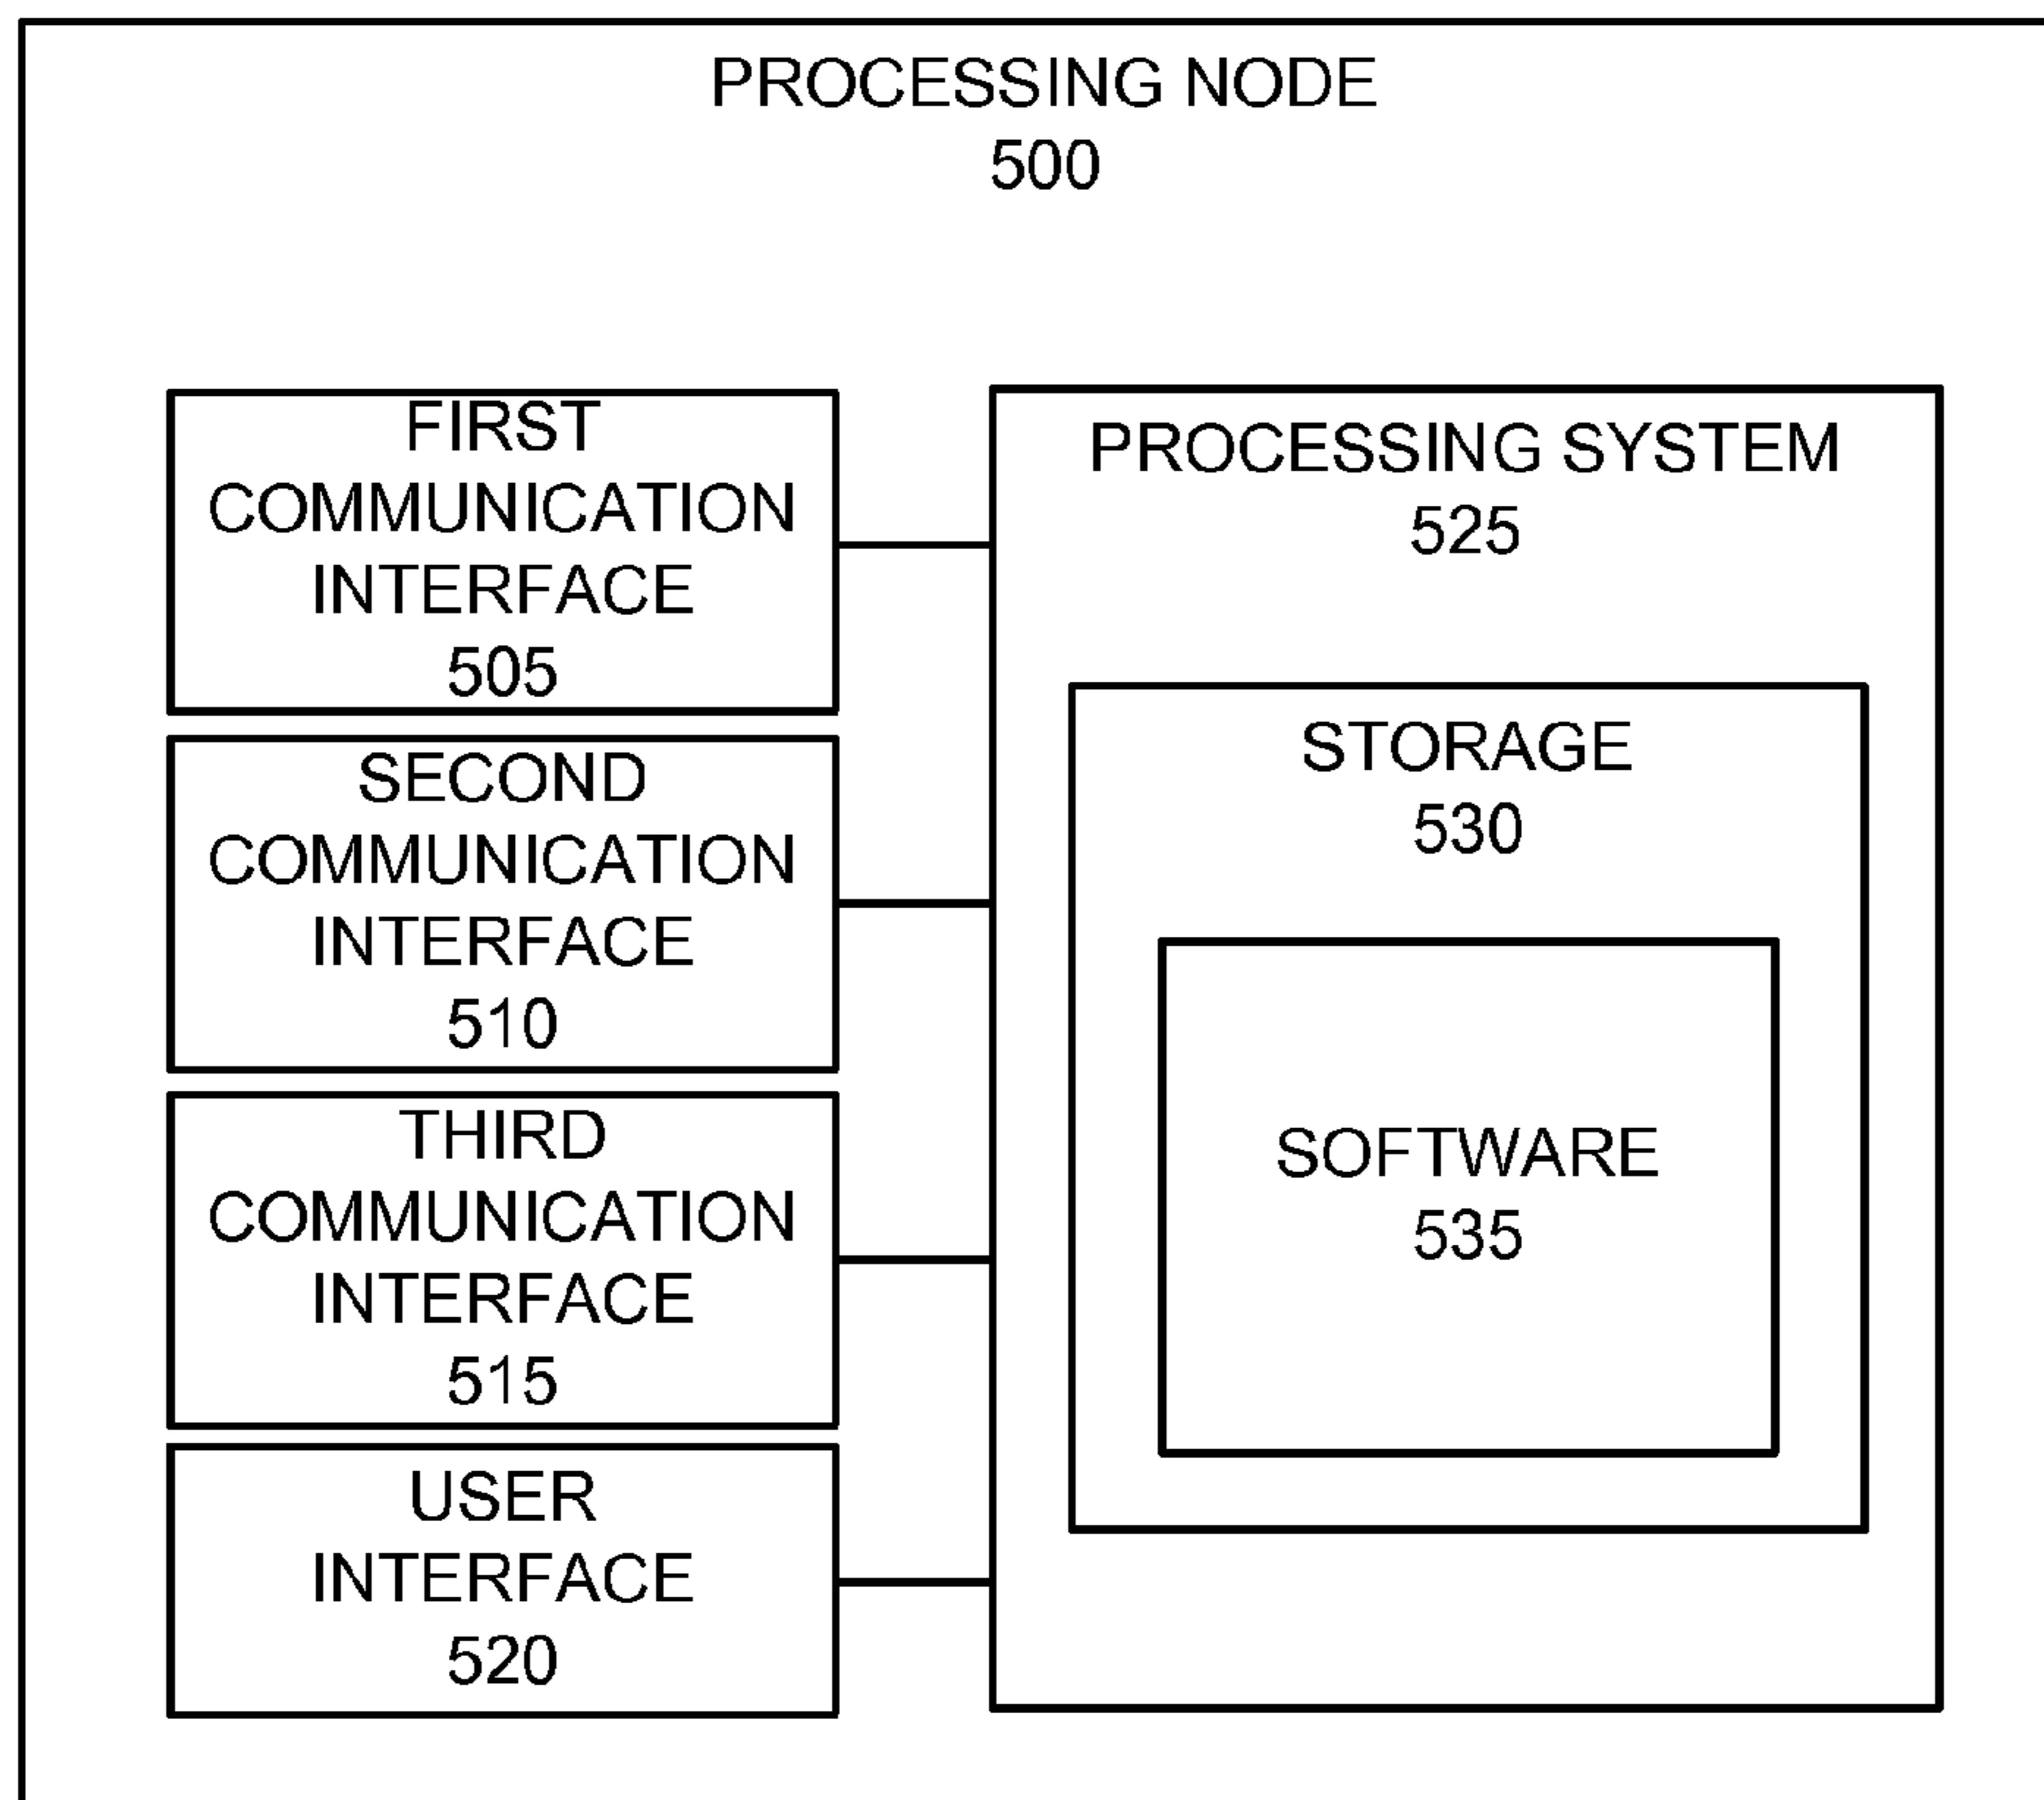 PROCESSING NODE
500
FIRST
COMMUNICATION
INTERFACE
505
SECOND
COMMUNICATION
INTERFACE
510
THIRD
COMMUNICATION
INTERFACE
515
USER
INTERFACE
520
PROCESSING SYSTEM
525
STORAGE
530
SOFTWARE
535